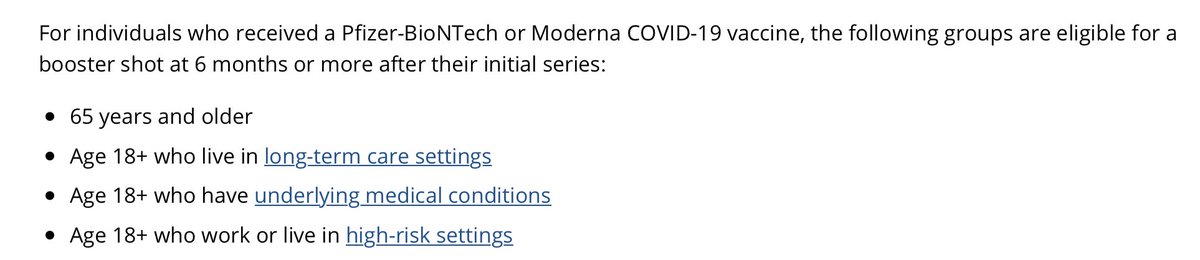 For individuals who received a Pfizer-BioNTech or Moderna COVID-19 vaccine, the following groups are eligible for a
booster shot at 6 months or more after their initial series:
• 65 years and older
• Age 18+ who live in long-term care settings
• Age 18+ who have underlying medical conditions
• Age 18+ who work or live in high-risk settings